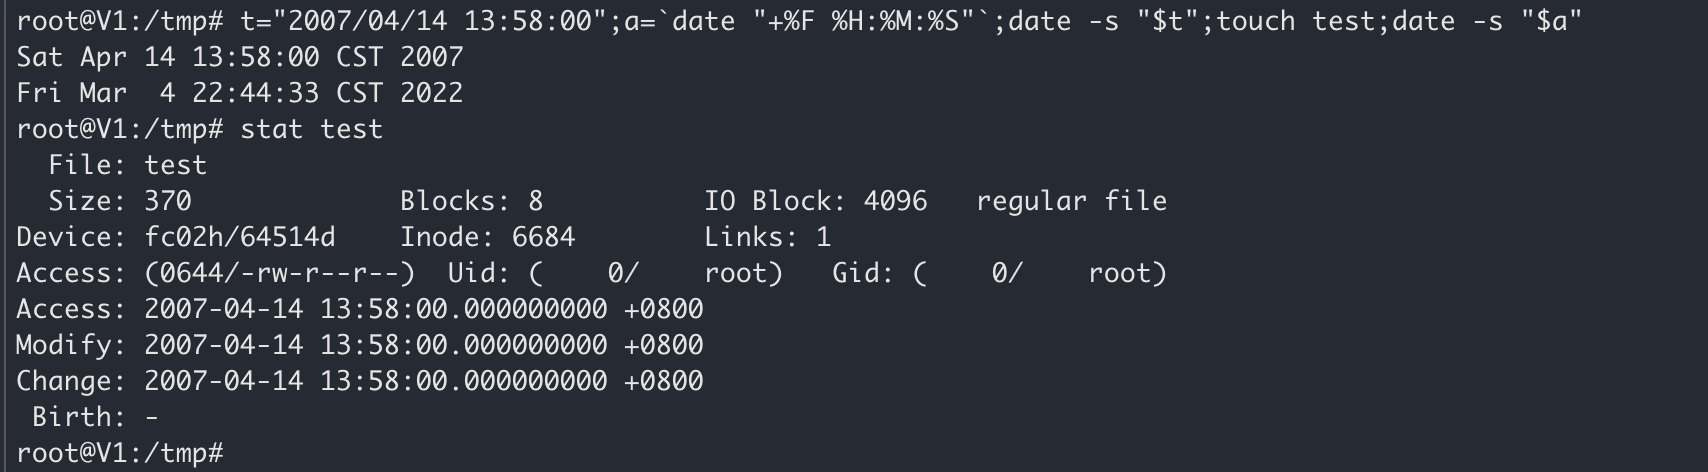 root@V1:/tmp# t="2007/04/14 13:58:00";a=`date "+%F %H:%M:%S"`;date -s "$t";touch test;date -s "$a"
Sat Apr 14 13:58:00 CST 2007
Fri Mar  4 22:44:33 CST 2022
root@V1:/tmp# stat test
  File: test
  Size: 370             Blocks: 8          IO Block: 4096   regular file
Device: fc02h/64514d    Inode: 6684        Links: 1
Access: (0644/-rw-r--r--)  Uid: (    0/     root)   Gid: (    0/     root)
Access: 2007-04-14 13:58:00.000000000 +0800
Modify: 2007-04-14 13:58:00.000000000 +0800
Change: 2007-04-14 13:58:00.000000000 +0800
 Birth: -
root@V1:/tmp#